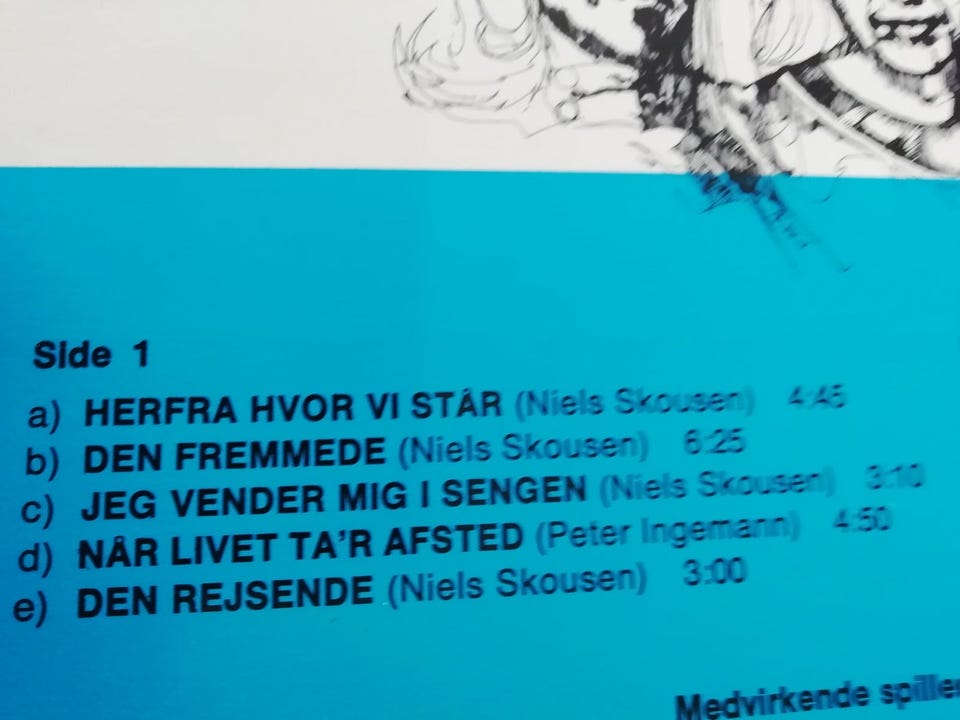 Side 1
a) HERFRA HVOR VI STÅR (Niels Skousen) 4:45
b) DEN FREMMEDE (Niels Skousen) 6:25
c) JEG VENDER MIG I SENGEN (Niels Skousen) 3:10
d) NÅR LIVET TA'R AFSTED (Peter Ingemann) 4:50
e) DEN REJSENDE (Niels Skousen) 3:00
Medvirkende